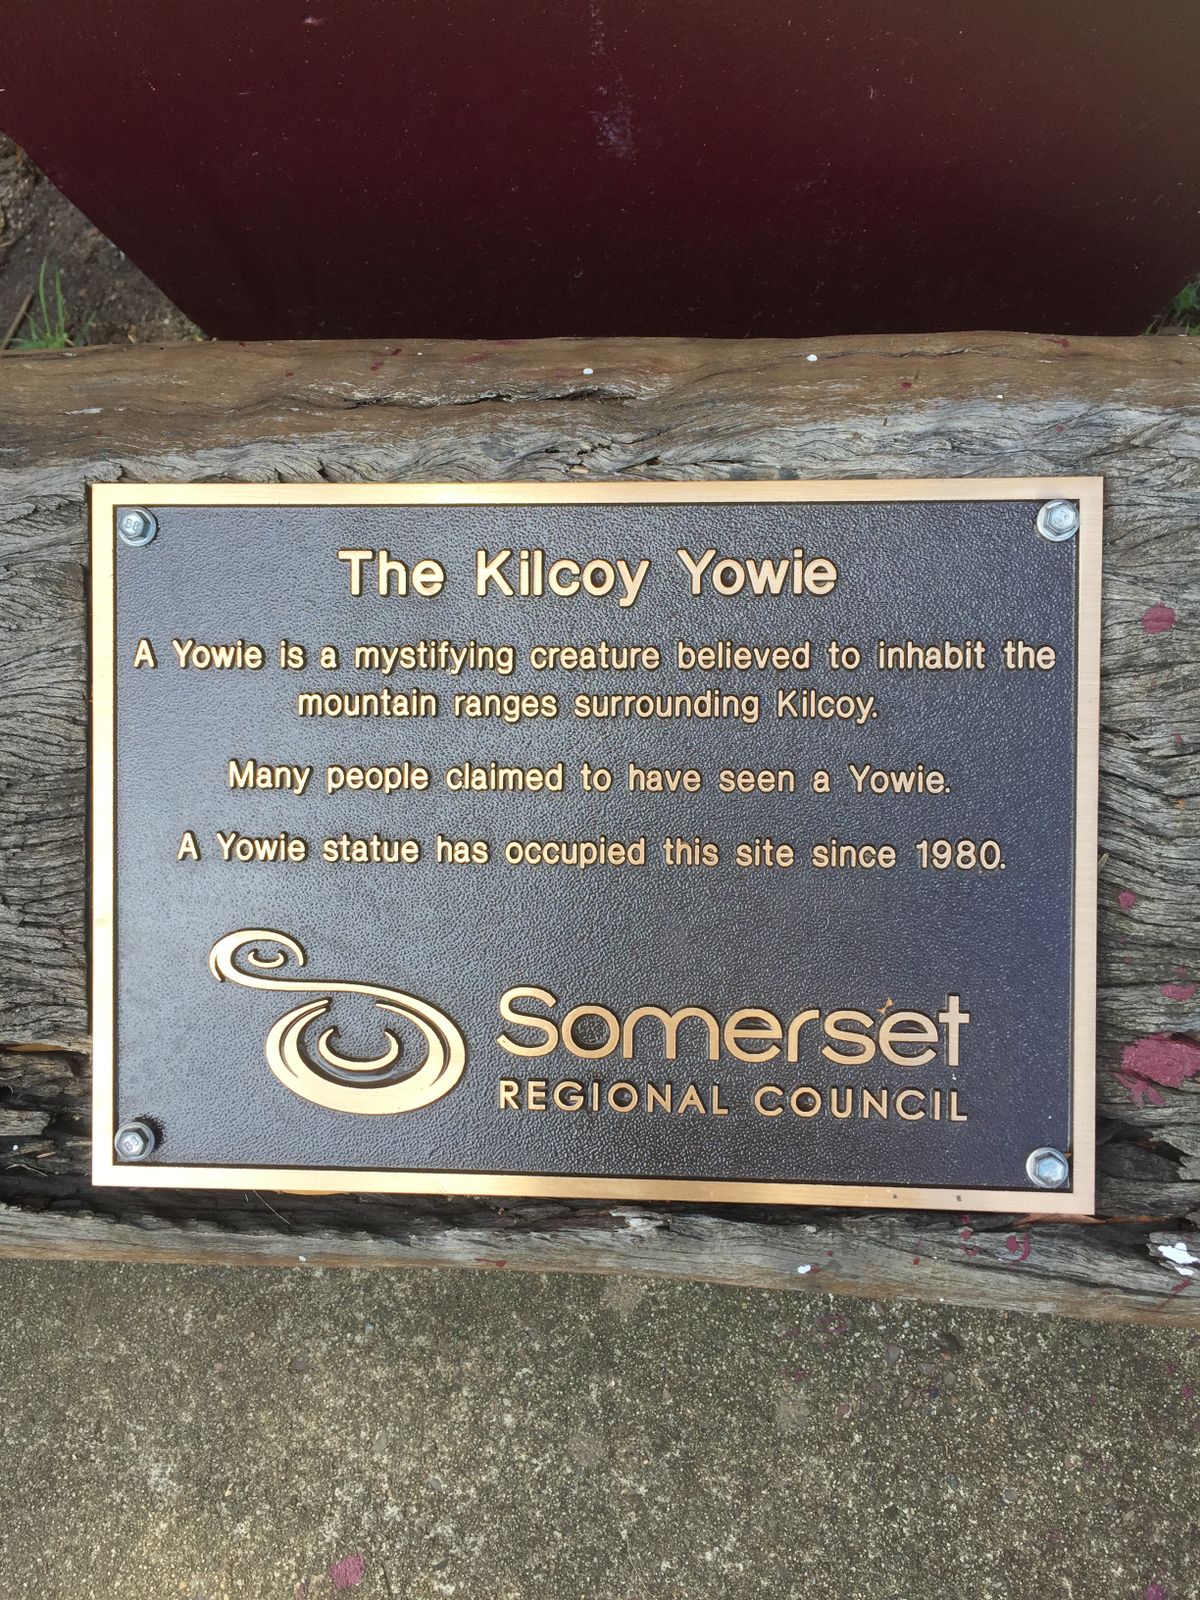 The Kilcoy Yowie
A Yowie is a mystifying creature believed to inhabit the
mountain ranges surrounding Kilcoy.
Many people claimed to have seen a Yowie.
A Yowie statue has occupied this site since 1980.
Somerset
REGIONAL COUNCIL